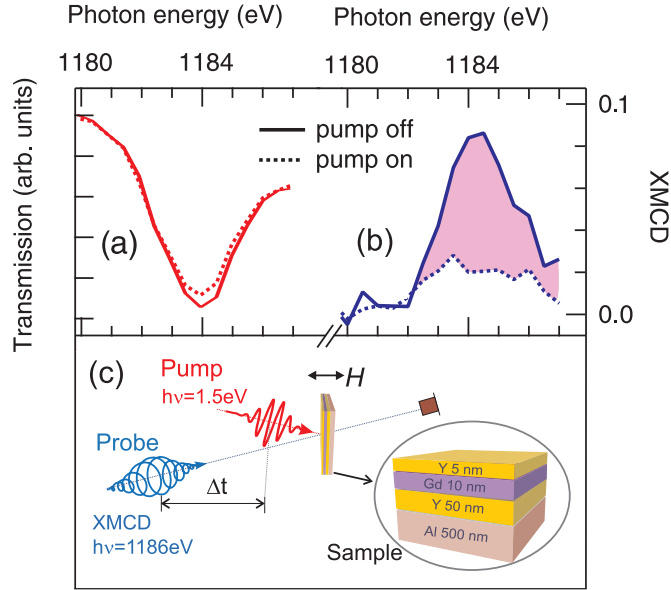 Photon energy (eV)
Photon energy (eV)
1180
1184
1180
1184
Transmission (arb. units)
pump off
pump on
(a)
(b)
0.1
0.0
XMCD
(c)
Pump
hν=1.5eV
H
Probe
Δt
XMCD
hν=1186eV
Sample
Y 5 nm
Gd 10 nm
Y 50 nm
Al 500 nm